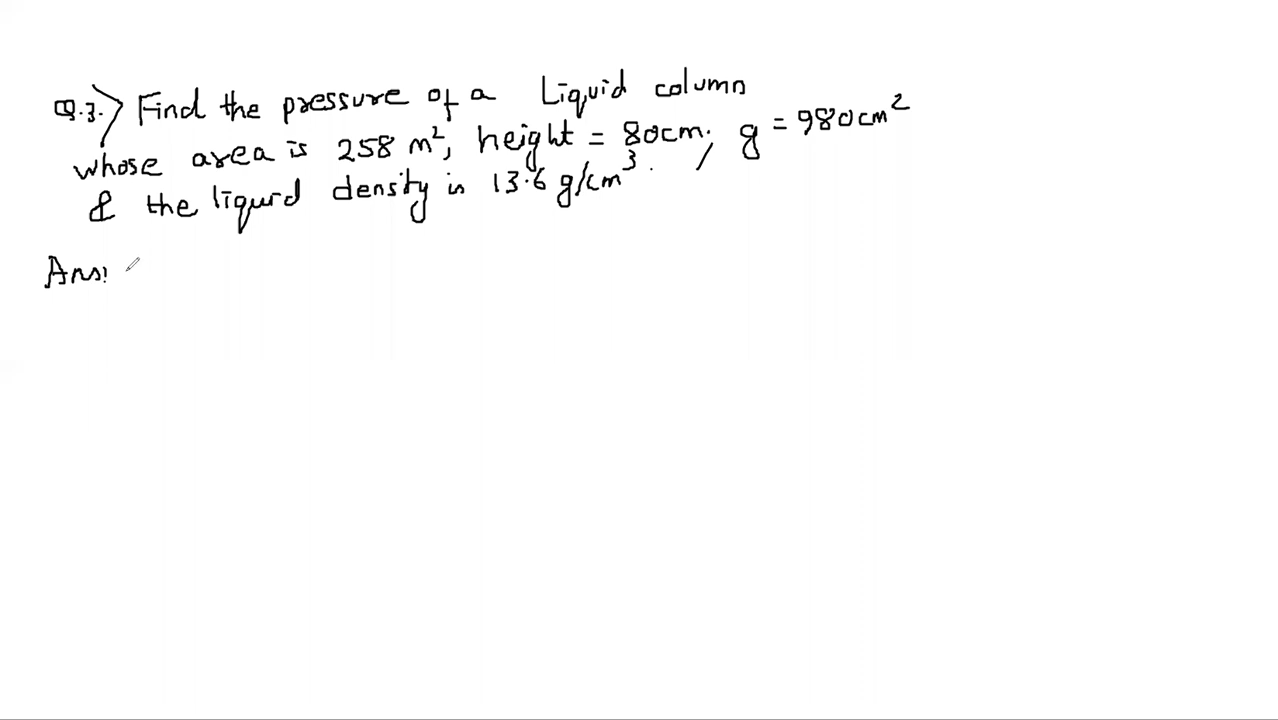 Q.3.) Find the pressure of a Liquid column
whose area is 258 m², height = 80cm, g = 980cm²
& the liquid density is 13.6 g/cm³.
Ans: